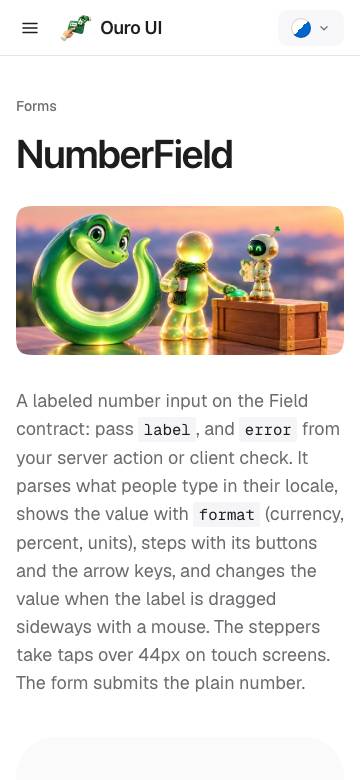 Ouro UI
Forms
NumberField
A labeled number input on the Field
contract: pass label , and error from
your server action or client check. It
parses what people type in their locale,
shows the value with format (currency,
percent, units), steps with its buttons
and the arrow keys, and changes the
value when the label is dragged
sideways with a mouse. The steppers
take taps over 44px on touch screens.
The form submits the plain number.